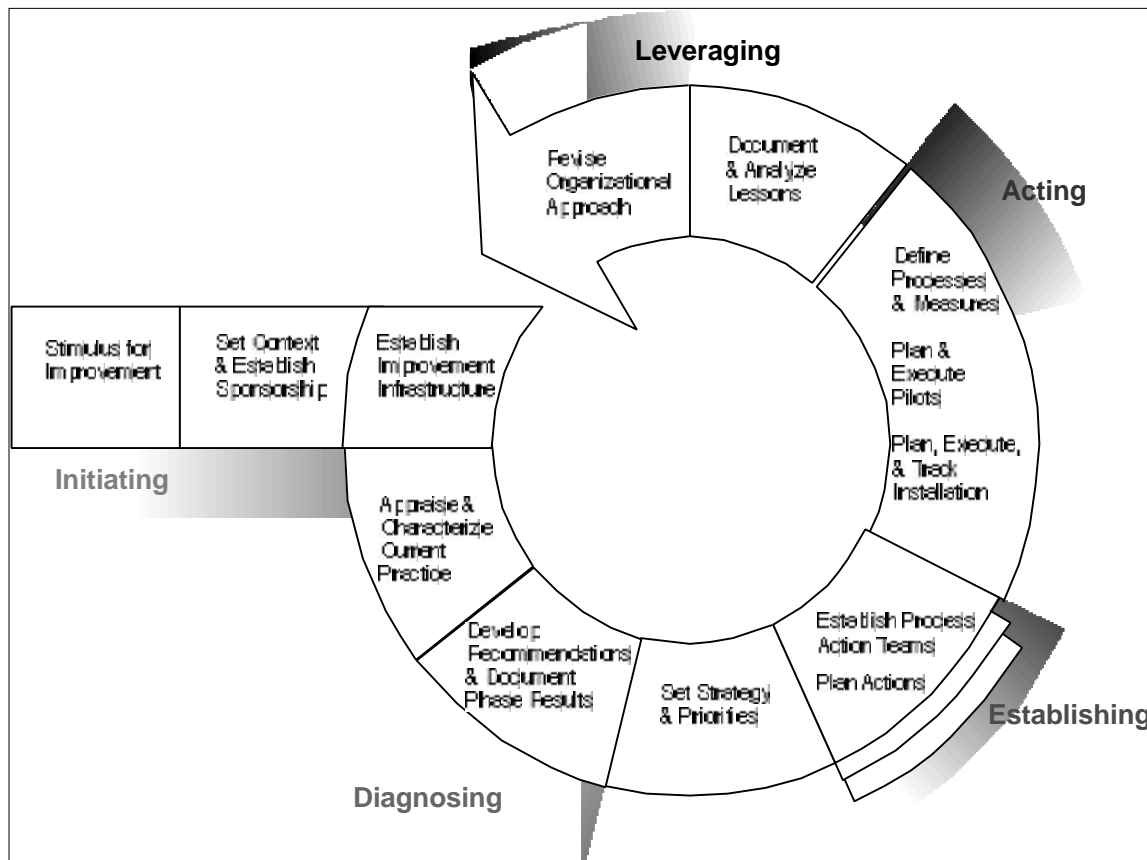 Leveraging
Revise
Organizational
Approach
Document
& Analyze
Lessons
Acting
Define
Processes
& Measures
Plan &
Execute
Pilots
Plan, Execute,
& Track
Installation
Stimulus for
Improvement
Set Context
& Establish
Sponsorship
Establish
Improvement
Infrastructure
Initiating
Appraise &
Characterize
Current
Practice
Develop
Recommendations
& Document
Phase Results
Set Strategy
& Priorities
Establish Process
Action Teams
Plan Actions
Establishing
Diagnosing